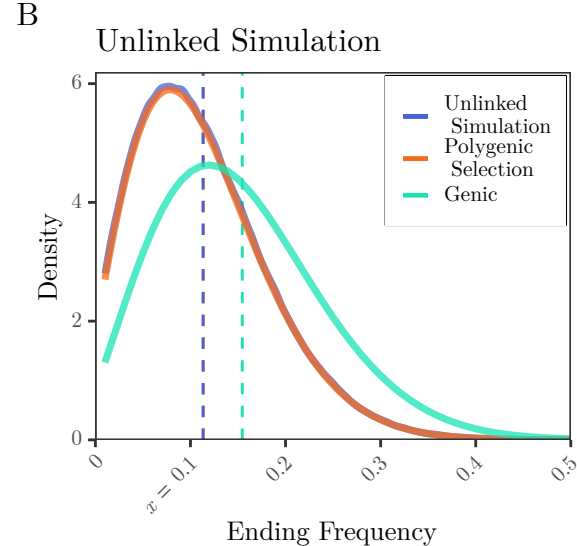 B
Unlinked Simulation
Unlinked
Simulation
Polygenic
Selection
Genic
Density
6
4
2
0
0
x = 0.1
0.2
0.3
0.4
0.5
Ending Frequency